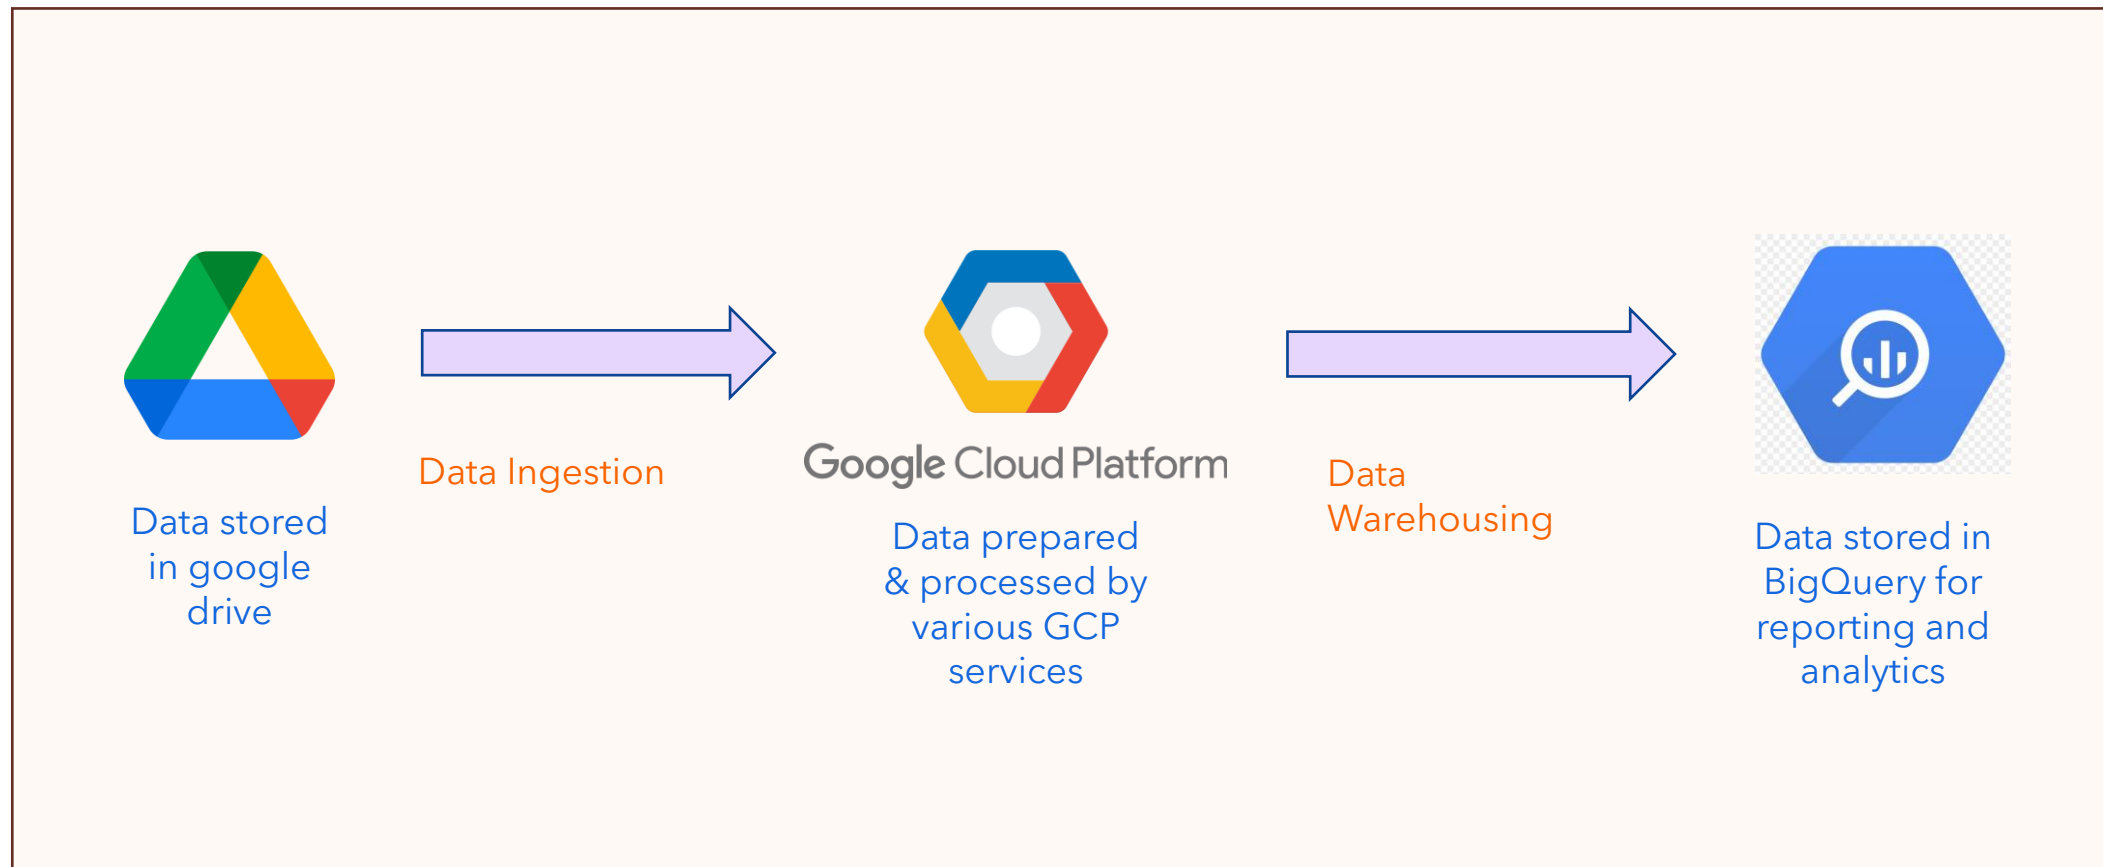 Data Ingestion
Google Cloud Platform
Data
Warehousing
Data stored
in google
drive
Data prepared
& processed by
various GCP
services
Data stored in
BigQuery for
reporting and
analytics